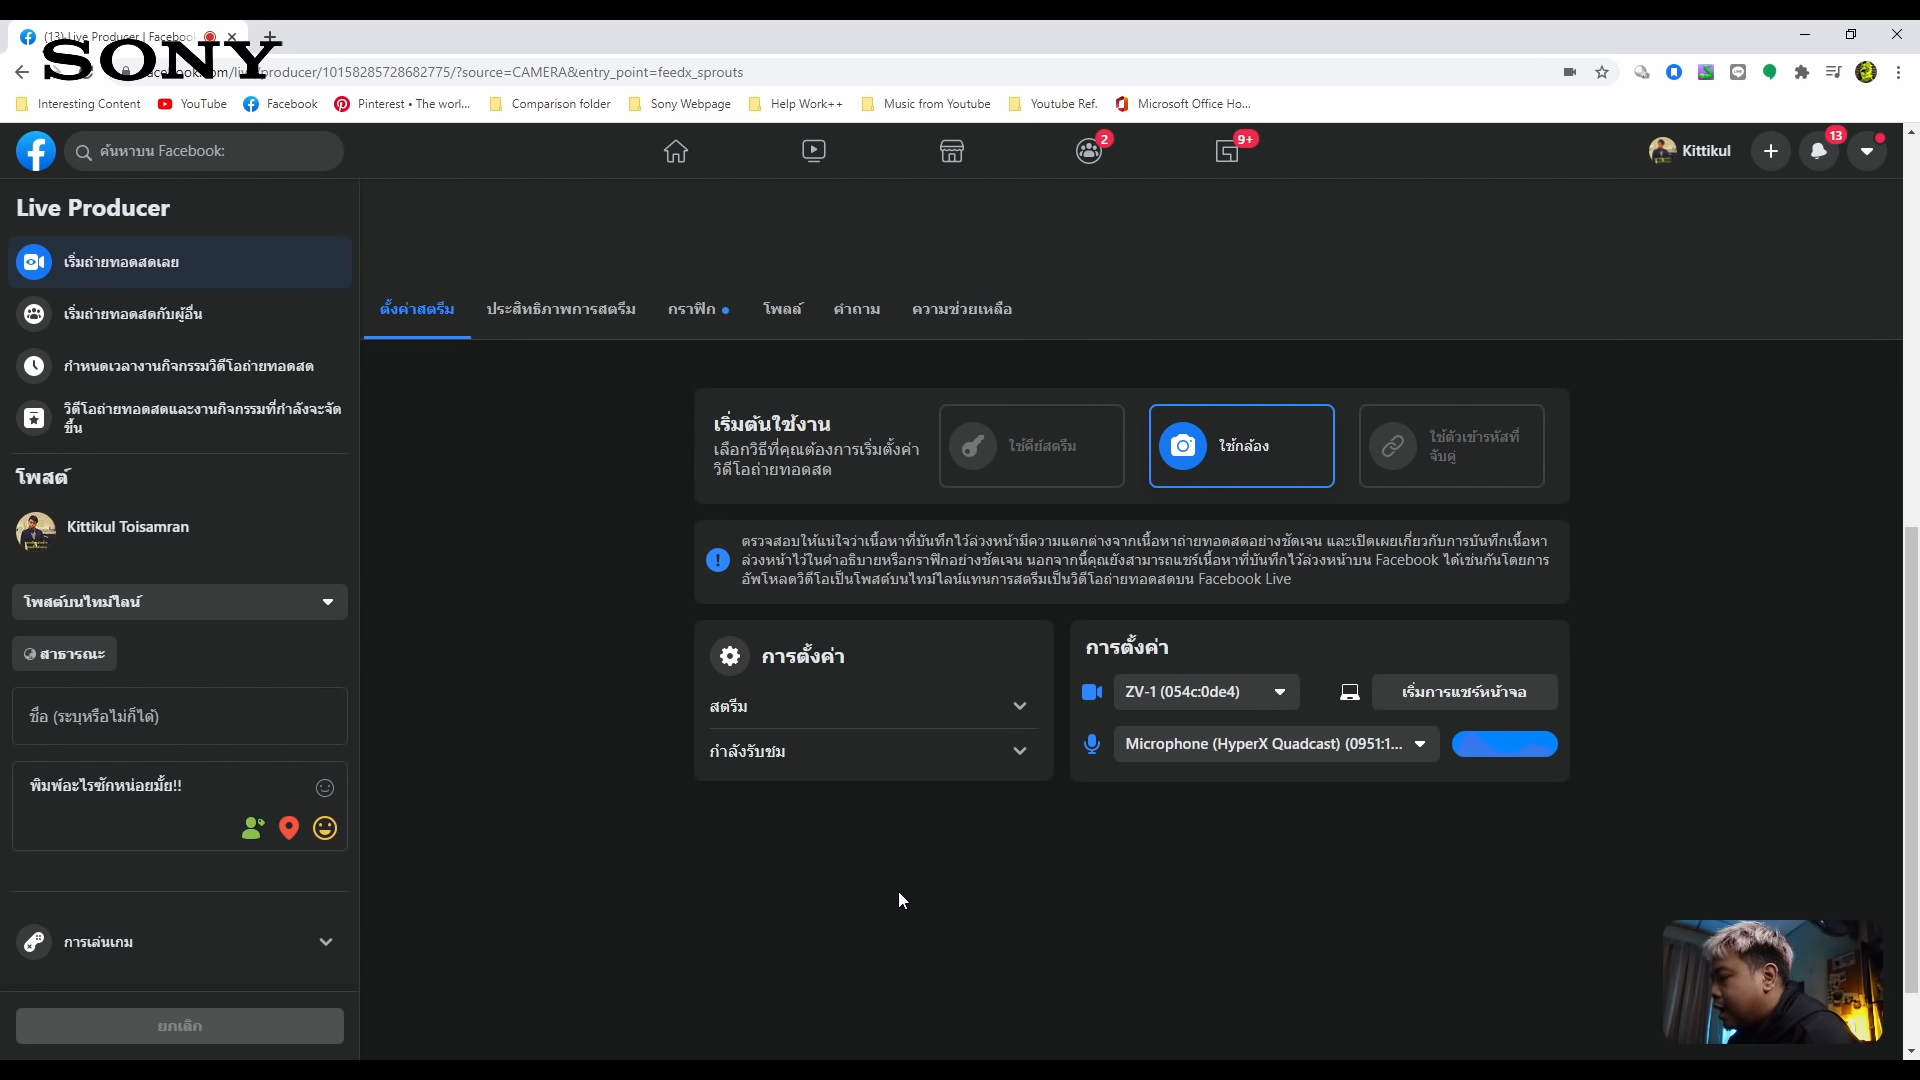 (13) Live Producer | Facebook
SONY
/producer/10158285728682775/?source=CAMERA&entry_point=feedx_sprouts
Interesting Content
YouTube
Facebook
Pinterest • The worl...
Comparison folder
Sony Webpage
Help Work++
Music from Youtube
Youtube Ref.
Microsoft Office Ho...
ค้นหาบน Facebook:
2
9+
Kittikul
13
Live Producer
เริ่มถ่ายทอดสดเลย
เริ่มถ่ายทอดสดกับผู้อื่น
กำหนดเวลางานกิจกรรมวิดีโอถ่ายทอดสด
วิดีโอถ่ายทอดสดและงานกิจกรรมที่กำลังจะจัด
ขึ้น
โพสต์
Kittikul Toisamran
โพสต์บนไทม์ไลน์
สาธารณะ
ชื่อ (ระบุหรือไม่ก็ได้)
พิมพ์อะไรซักหน่อยมั้ย!!
การเล่นเกม
ยกเลิก
ตั้งค่าสตรีม
ประสิทธิภาพการสตรีม
กราฟิก
โพลล์
คำถาม
ความช่วยเหลือ
เริ่มต้นใช้งาน
เลือกวิธีที่คุณต้องการเริ่มตั้งค่า
วิดีโอถ่ายทอดสด
ใช้คีย์สตรีม
ใช้กล้อง
ใช้ตัวเข้ารหัสที่
จับคู่
ตรวจสอบให้แน่ใจว่าเนื้อหาที่บันทึกไว้ล่วงหน้ามีความแตกต่างจากเนื้อหาถ่ายทอดสดอย่างชัดเจน และเปิดเผยเกี่ยวกับการบันทึกเนื้อหา
ล่วงหน้าไว้ในคำอธิบายหรือกราฟิกอย่างชัดเจน นอกจากนี้คุณยังสามารถแชร์เนื้อหาที่บันทึกไว้ล่วงหน้าบน Facebook ได้เช่นกันโดยการ
อัพโหลดวิดีโอเป็นโพสต์บนไทม์ไลน์แทนการสตรีมเป็นวิดีโอถ่ายทอดสดบน Facebook Live
การตั้งค่า
สตรีม
กำลังรับชม
การตั้งค่า
ZV-1 (054c:0de4)
เริ่มการแชร์หน้าจอ
Microphone (HyperX Quadcast) (0951:1...